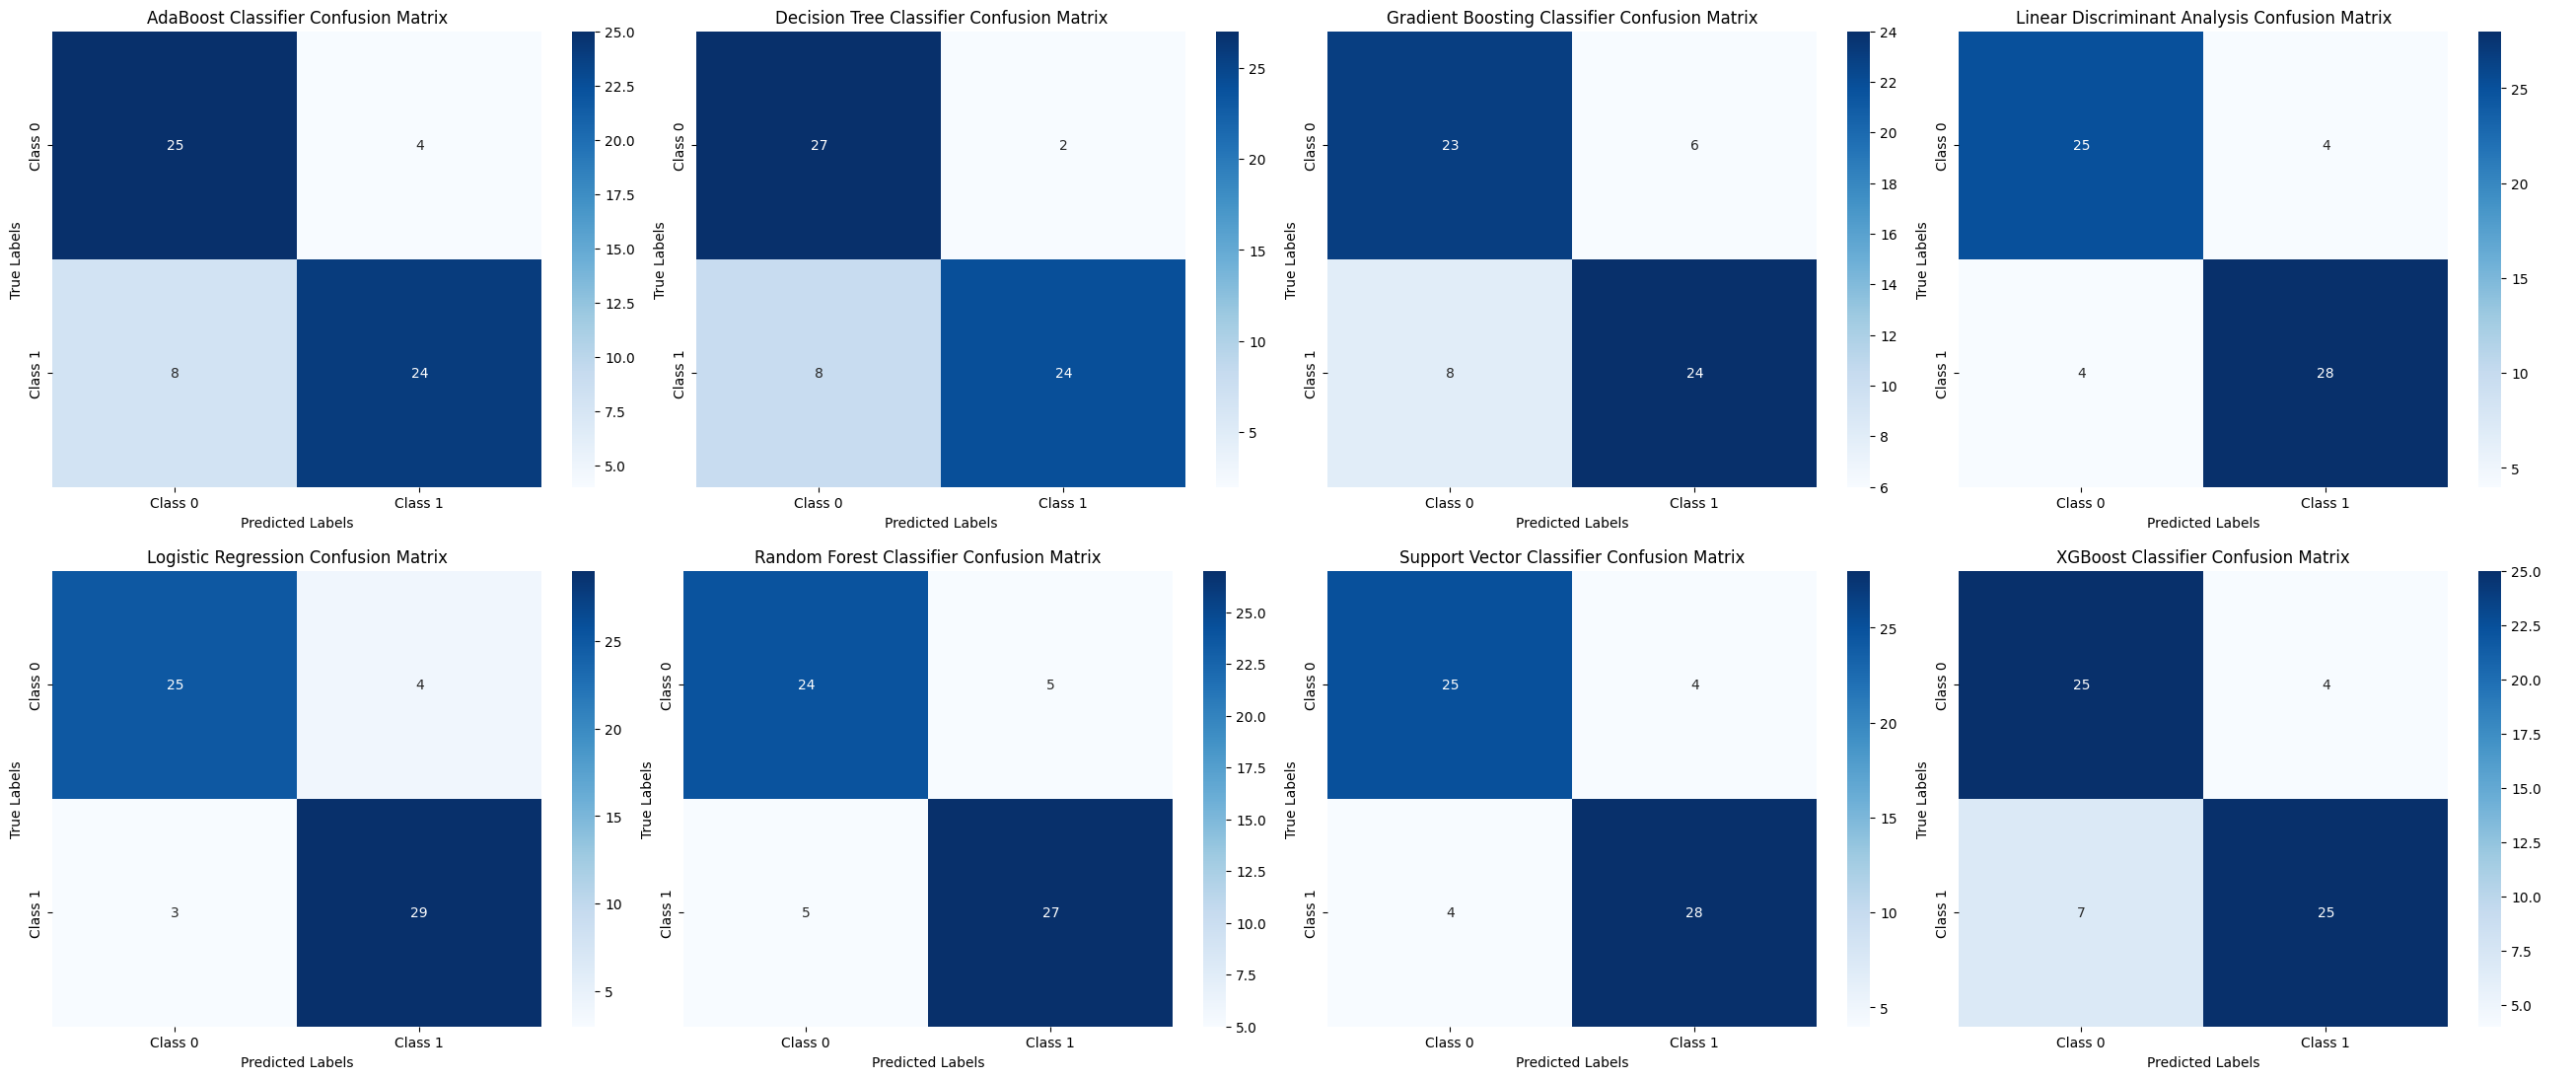 AdaBoost Classifier Confusion Matrix
True Labels
Class 0
Class 1
25
4
8
24
Class 0
Class 1
Predicted Labels
25.0
22.5
20.0
17.5
15.0
12.5
10.0
7.5
5.0
Decision Tree Classifier Confusion Matrix
True Labels
Class 0
Class 1
27
2
8
24
Class 0
Class 1
Predicted Labels
25
20
15
10
5
Gradient Boosting Classifier Confusion Matrix
True Labels
Class 0
Class 1
23
6
8
24
Class 0
Class 1
Predicted Labels
24
22
20
18
16
14
12
10
8
6
Linear Discriminant Analysis Confusion Matrix
True Labels
Class 0
Class 1
25
4
4
28
Class 0
Class 1
Predicted Labels
25
20
15
10
5
Logistic Regression Confusion Matrix
True Labels
Class 0
Class 1
25
4
3
29
Class 0
Class 1
Predicted Labels
25
20
15
10
5
Random Forest Classifier Confusion Matrix
True Labels
Class 0
Class 1
24
5
5
27
Class 0
Class 1
Predicted Labels
25.0
22.5
20.0
17.5
15.0
12.5
10.0
7.5
5.0
Support Vector Classifier Confusion Matrix
True Labels
Class 0
Class 1
25
4
4
28
Class 0
Class 1
Predicted Labels
25
20
15
10
5
XGBoost Classifier Confusion Matrix
True Labels
Class 0
Class 1
25
4
7
25
Class 0
Class 1
Predicted Labels
25.0
22.5
20.0
17.5
15.0
12.5
10.0
7.5
5.0